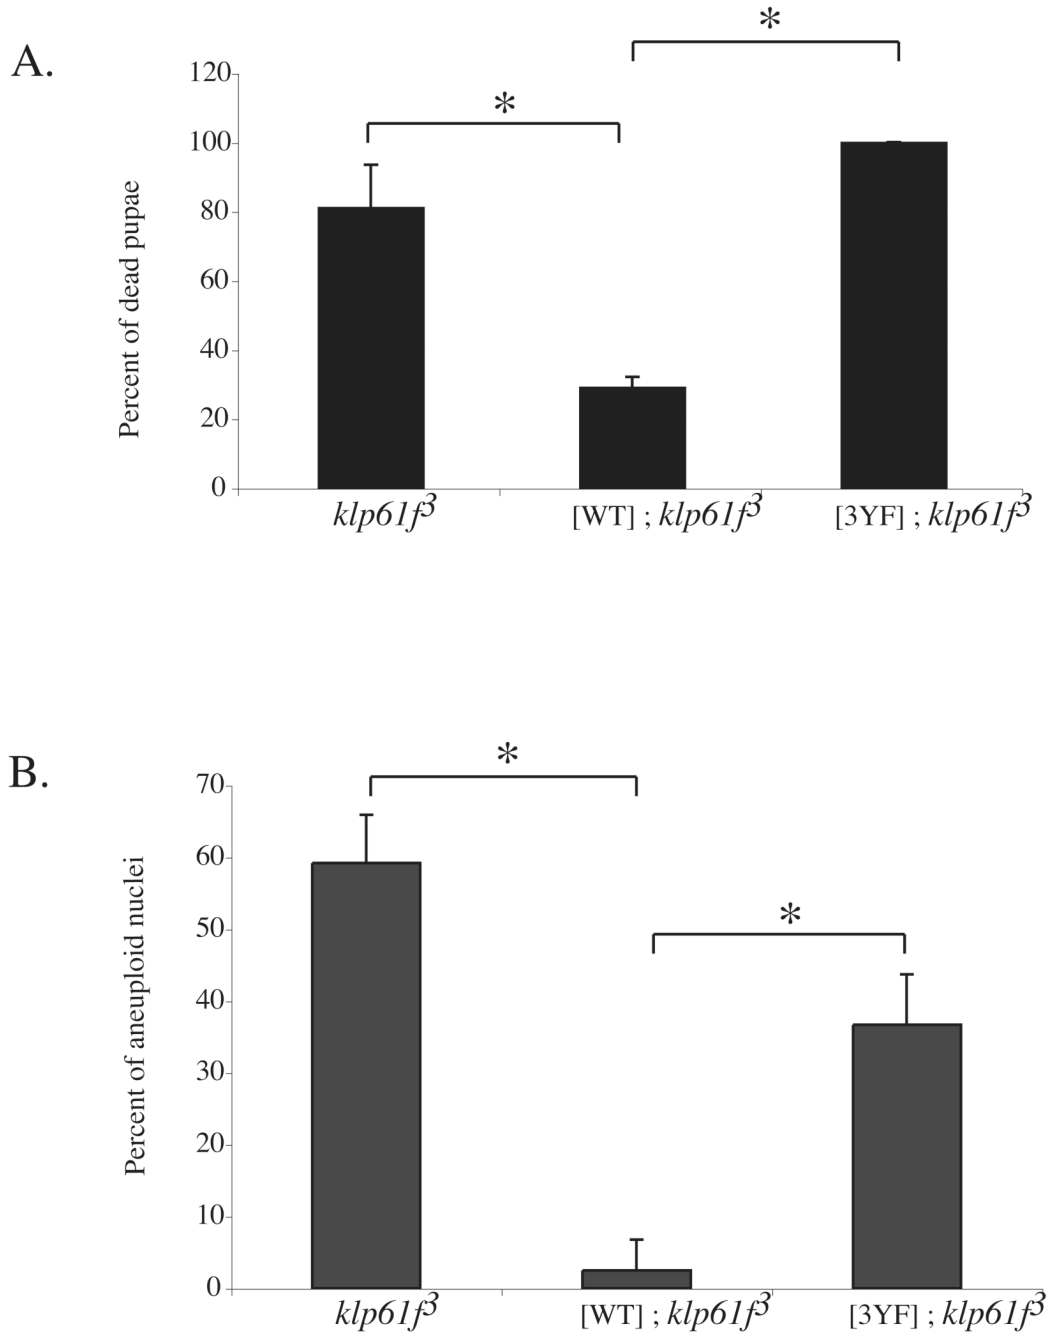 A.
*
*
120
100
80
60
40
20
0
Percent of dead pupae
klp61f³
[WT] ; klp61f³
[3YF] ; klp61f³
B.
*
*
70
60
50
40
30
20
10
0
Percent of aneuploid nuclei
klp61f³
[WT] ; klp61f³
[3YF] ; klp61f³